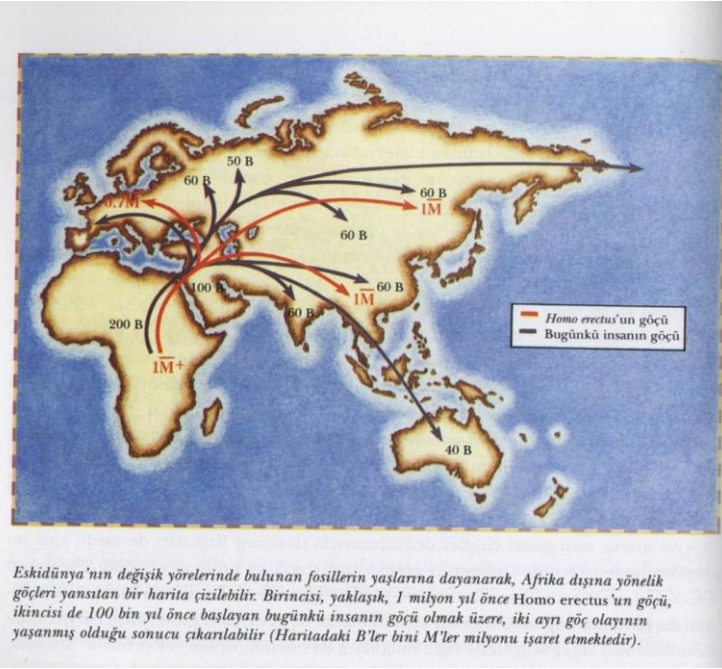 50 B
60 B
0.7M
60 B
1M
60 B
100 B
60 B
1M
60 B
200 B
1M+
40 B
Homo erectus'un göçü
Bugünkü insanın göçü
Eskidünya'nın değişik yörelerinde bulunan fosillerin yaşlarına dayanarak, Afrika dışına yönelik
göçleri yansıtan bir harita çizilebilir. Birincisi, yaklaşık, 1 milyon yıl önce Homo erectus'un göçü,
ikincisi de 100 bin yıl önce başlayan bugünkü insanın göçü olmak üzere, iki ayrı göç olayının
yaşanmış olduğu sonucu çıkarılabilir (Haritadaki B'ler bini M'ler milyonu işaret etmektedir).